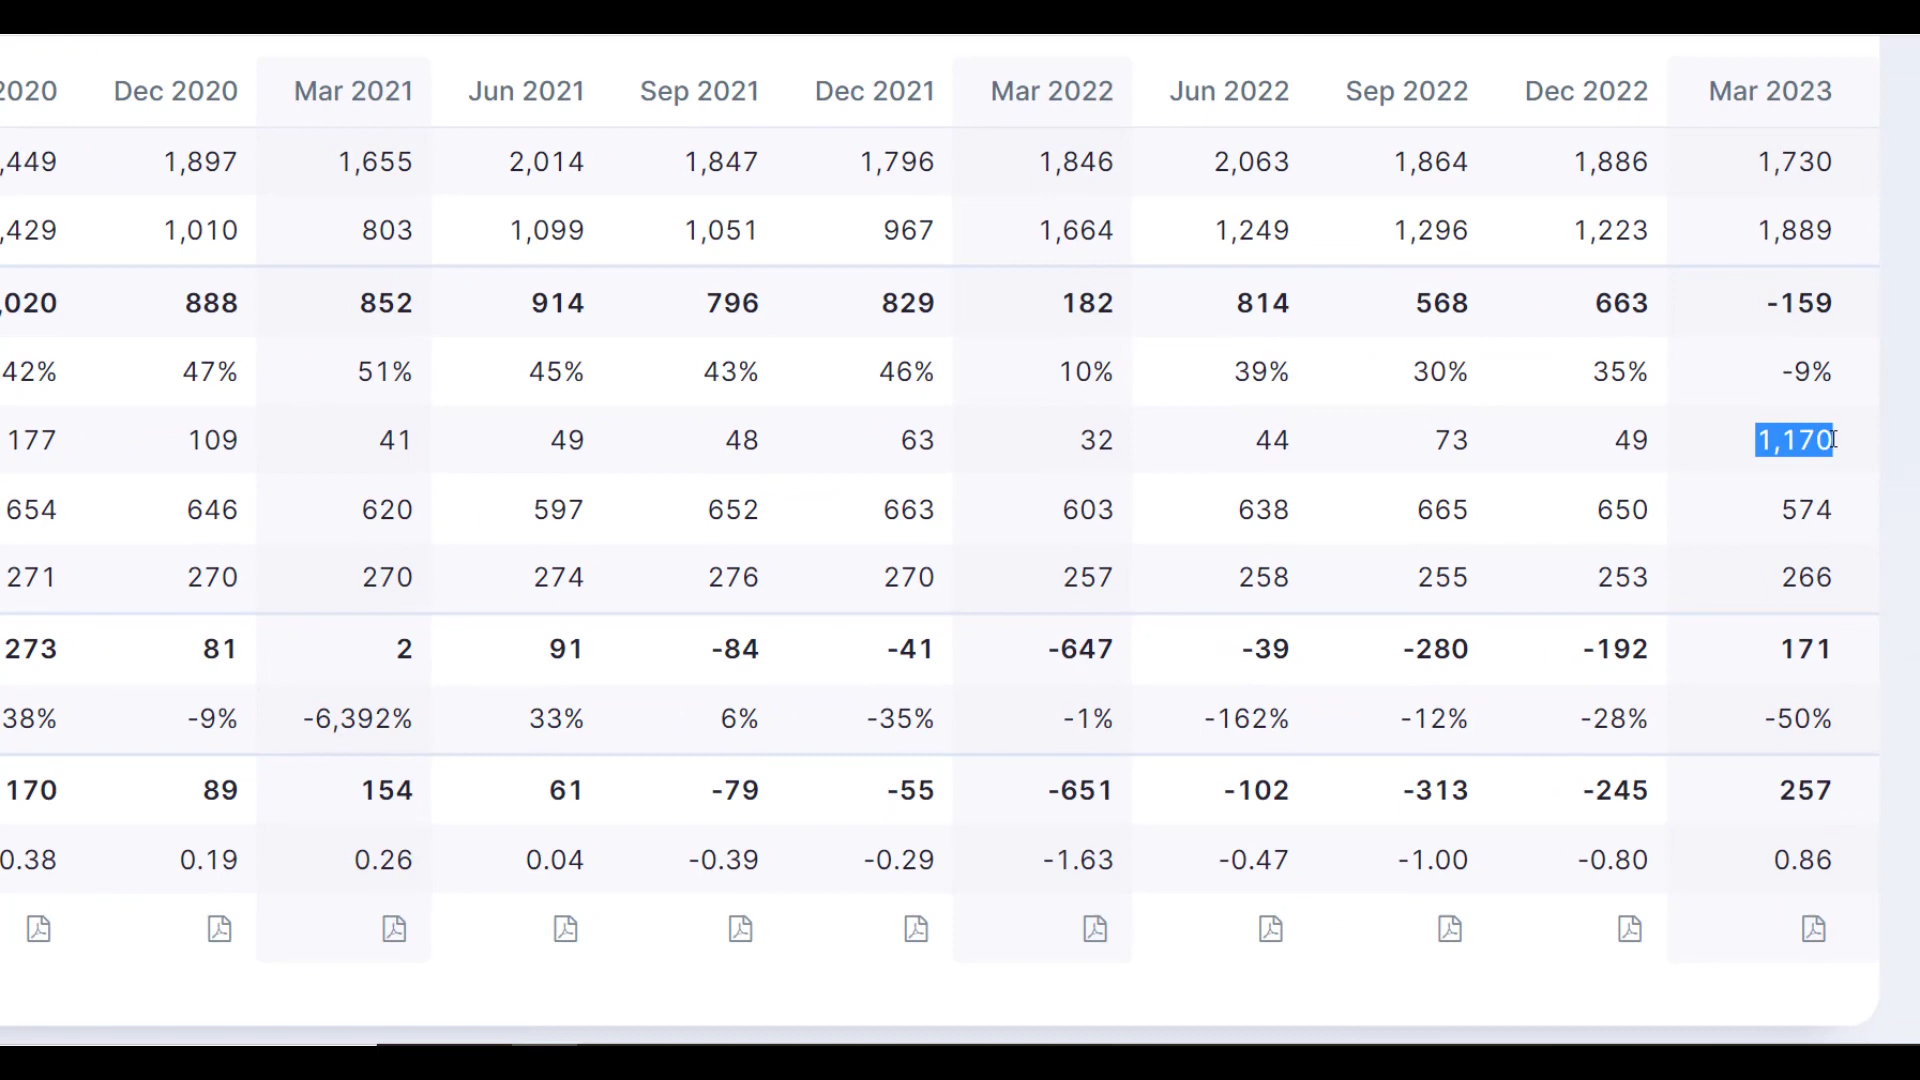 2020 Dec 2020 Mar 2021 Jun 2021 Sep 2021 Dec 2021 Mar 2022 Jun 2022 Sep 2022 Dec 2022 Mar 2023
,449 1,897 1,655 2,014 1,847 1,796 1,846 2,063 1,864 1,886 1,730
,429 1,010 803 1,099 1,051 967 1,664 1,249 1,296 1,223 1,889
,020 888 852 914 796 829 182 814 568 663 -159
42% 47% 51% 45% 43% 46% 10% 39% 30% 35% -9%
177 109 41 49 48 63 32 44 73 49 1,170
654 646 620 597 652 663 603 638 665 650 574
271 270 270 274 276 270 257 258 255 253 266
273 81 2 91 -84 -41 -647 -39 -280 -192 171
38% -9% -6,392% 33% 6% -35% -1% -162% -12% -28% -50%
170 89 154 61 -79 -55 -651 -102 -313 -245 257
0.38 0.19 0.26 0.04 -0.39 -0.29 -1.63 -0.47 -1.00 -0.80 0.86